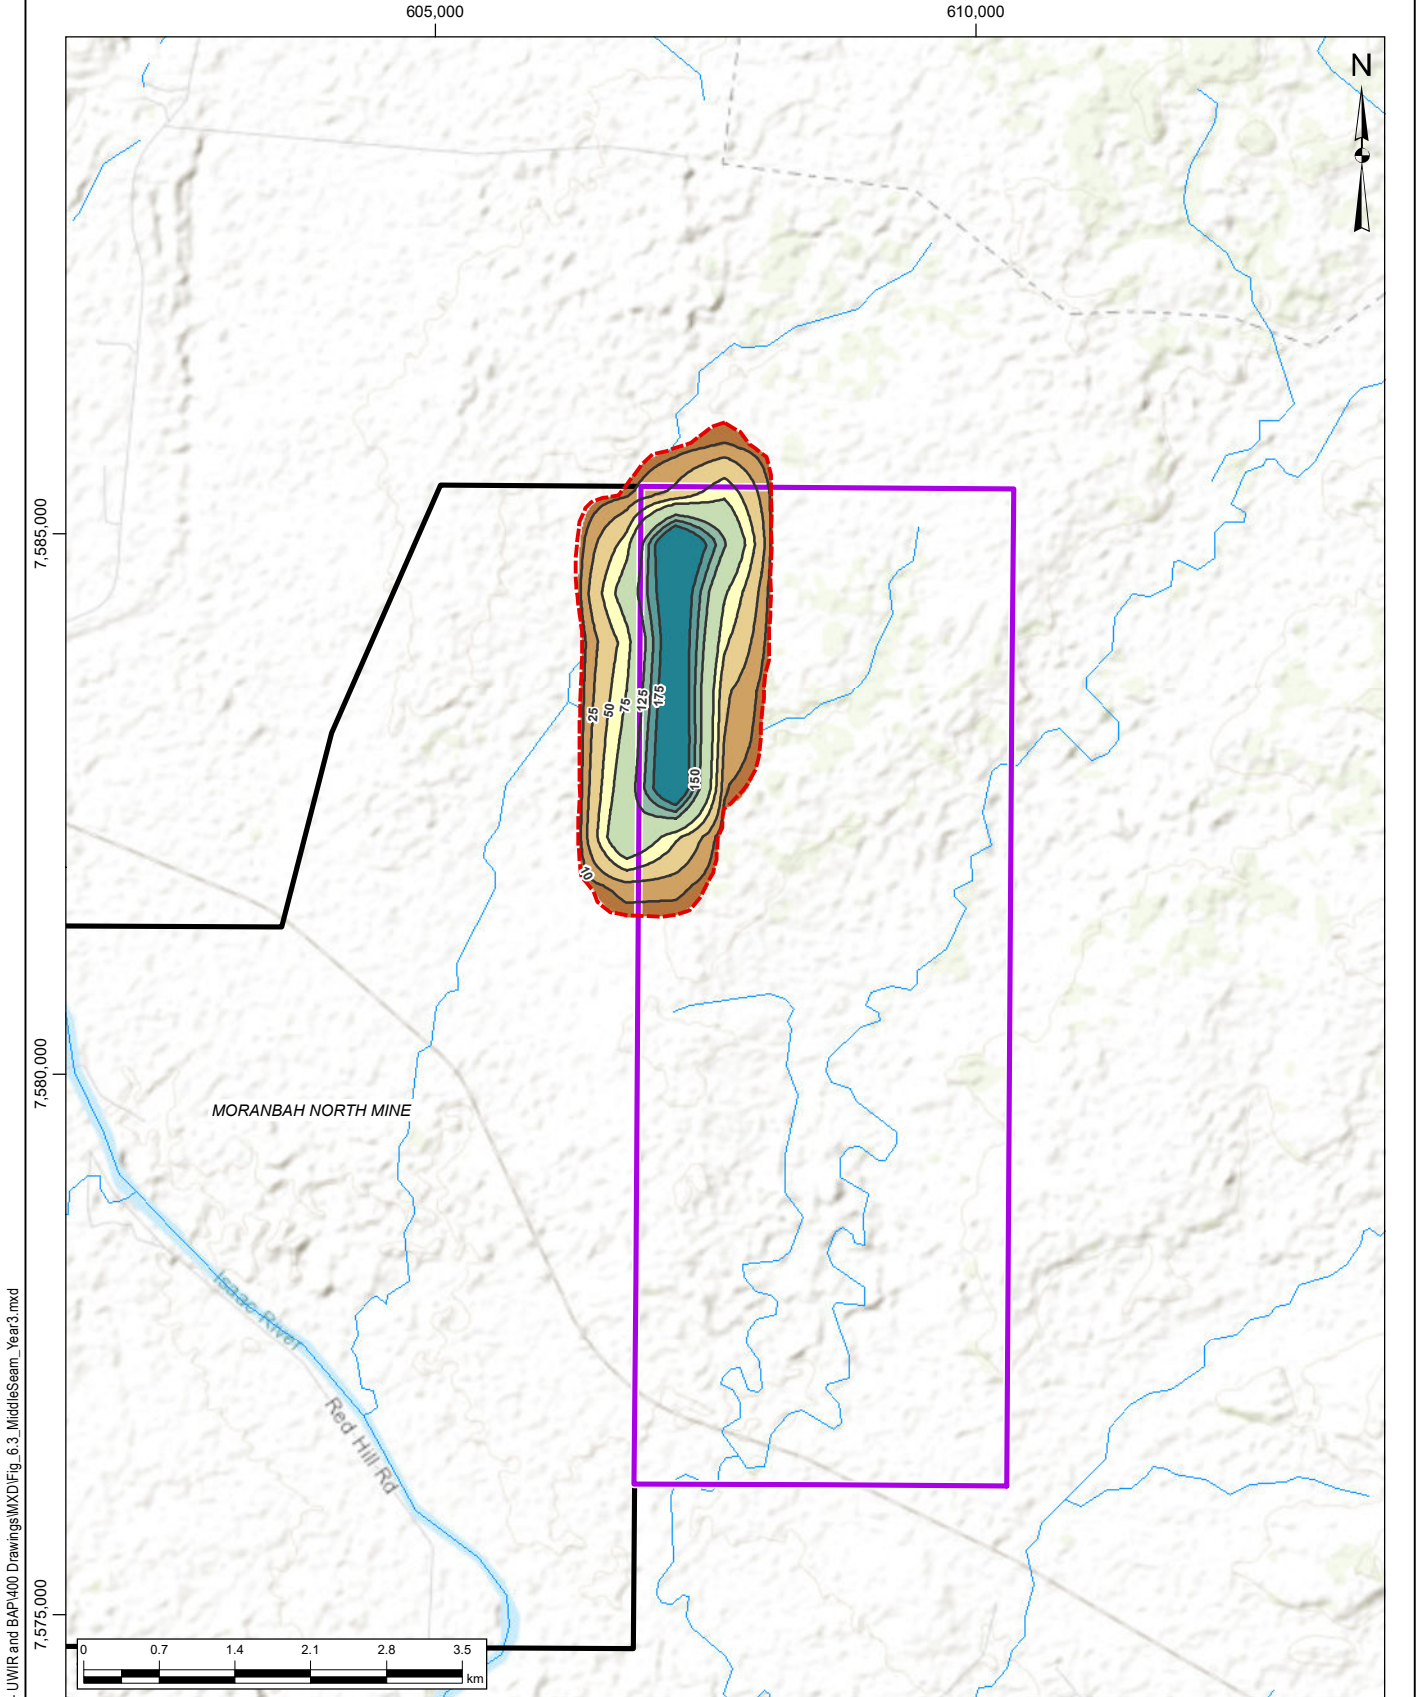 605,000
610,000
N
7,585,000
25
50
75
125
175
150
10
7,580,000
MORANBAH NORTH MINE
Isaac River
Red Hill Rd
7,575,000
0 0.7 1.4 2.1 2.8 3.5
km
- UWIR and BAP\400 Drawings\MXD\Fig_6.3_MiddleSeam_Year3.mxd